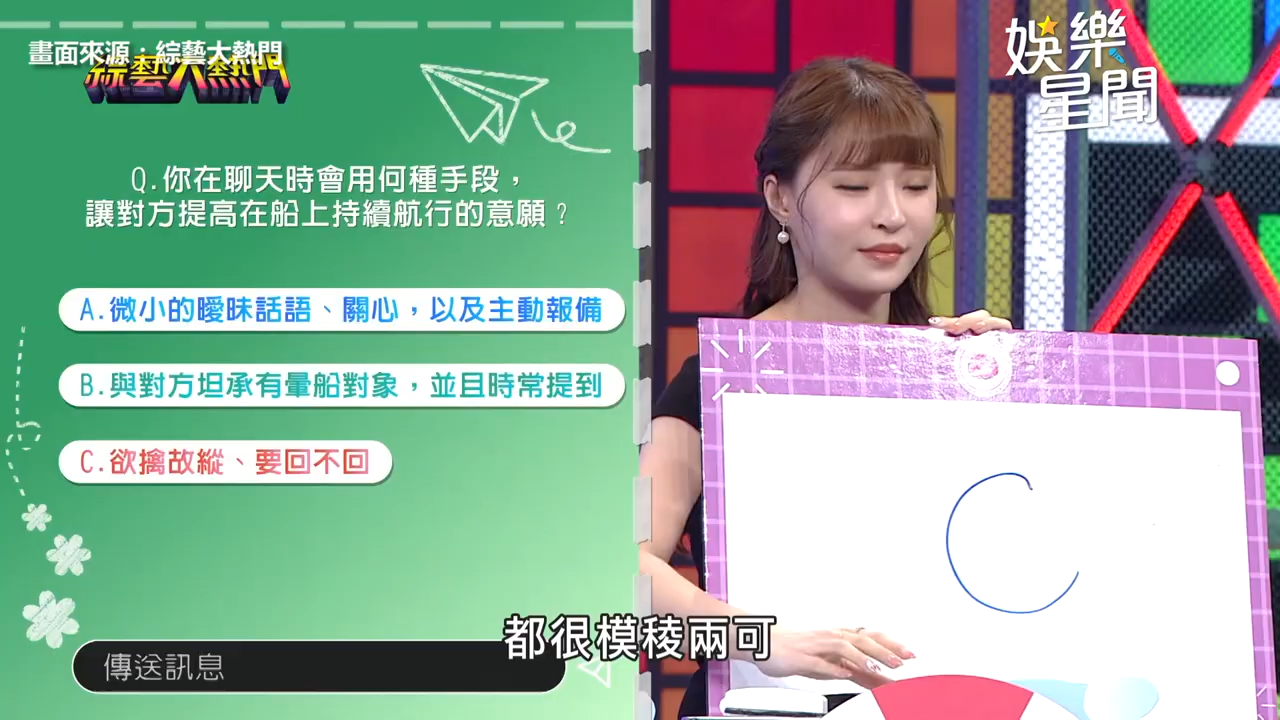 畫面來源：綜藝大熱門
綜藝大熱門
娛樂
星聞
Q.你在聊天時會用何種手段，
讓對方提高在船上持續航行的意願？
A.微小的曖昧話語、關心，以及主動報備
B.與對方坦承有暈船對象，並且時常提到
C.欲擒故縱、要回不回
C
都很模稜兩可
傳送訊息